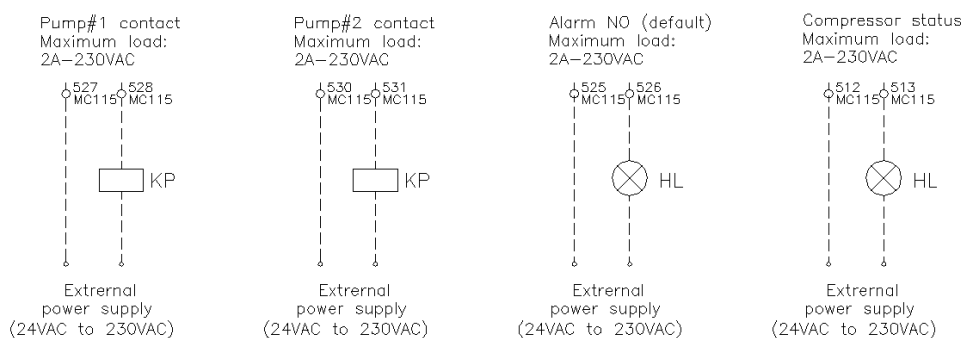 Pump#1 contact
Maximum load:
2A-230VAC
527
MC115
528
MC115
KP
Extrernal
power supply
(24VAC to 230VAC)
Pump#2 contact
Maximum load:
2A-230VAC
530
MC115
531
MC115
KP
Extrernal
power supply
(24VAC to 230VAC)
Alarm NO (default)
Maximum load:
2A-230VAC
525
MC115
526
MC115
HL
Extrernal
power supply
(24VAC to 230VAC)
Compressor status
Maximum load:
2A-230VAC
512
MC115
513
MC115
HL
Extrernal
power supply
(24VAC to 230VAC)